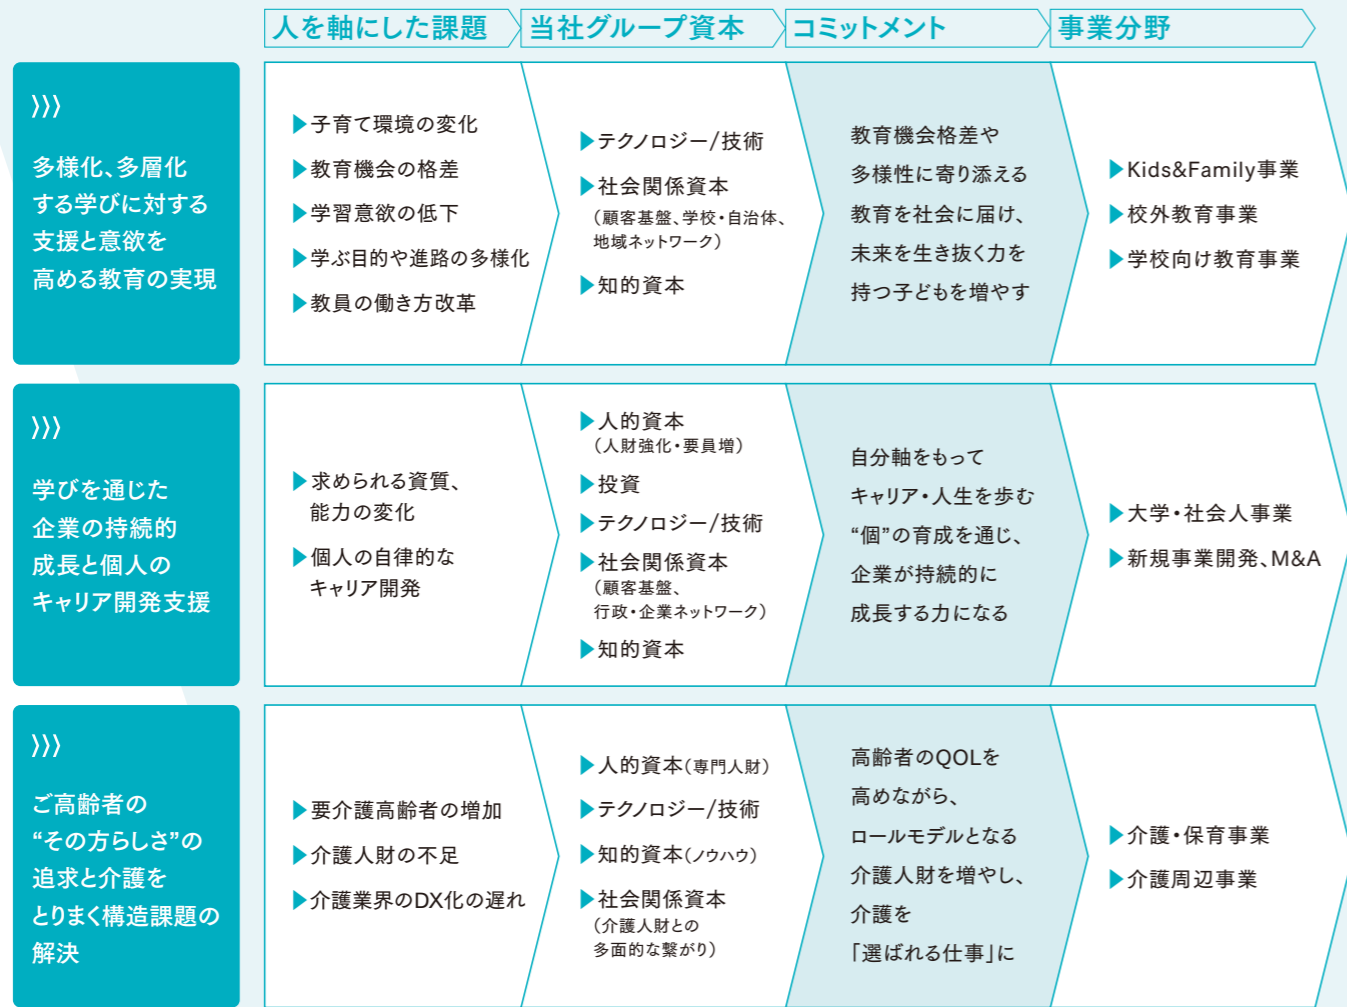 人を軸にした課題
当社グループ資本
コミットメント
事業分野
多様化、多層化
する学びに対する
支援と意欲を
高める教育の実現
▶子育て環境の変化
▶教育機会の格差
▶学習意欲の低下
▶学ぶ目的や進路の多様化
▶教員の働き方改革
▶テクノロジー/技術
▶社会関係資本
（顧客基盤、学校・自治体、
地域ネットワーク）
▶知的資本
教育機会格差や
多様性に寄り添える
教育を社会に届け、
未来を生き抜く力を
持つ子どもを増やす
▶Kids&Family事業
▶校外教育事業
▶学校向け教育事業
学びを通じた
企業の持続的
成長と個人の
キャリア開発支援
▶求められる資質、
能力の変化
▶個人の自律的な
キャリア開発
▶人的資本
（人財強化・要員増）
▶投資
▶テクノロジー/技術
▶社会関係資本
（顧客基盤、
行政・企業ネットワーク）
▶知的資本
自分軸をもって
キャリア・人生を歩む
“個”の育成を通じ、
企業が持続的に
成長する力になる
▶大学・社会人事業
▶新規事業開発、M&A
ご高齢者の
“その方らしさ”の
追求と介護を
とりまく構造課題の
解決
▶要介護高齢者の増加
▶介護人財の不足
▶介護業界のDX化の遅れ
▶人的資本（専門人財）
▶テクノロジー/技術
▶知的資本（ノウハウ）
▶社会関係資本
（介護人財との
多面的な繋がり）
高齢者のQOLを
高めながら、
ロールモデルとなる
介護人財を増やし、
介護を
「選ばれる仕事」に
▶介護・保育事業
▶介護周辺事業